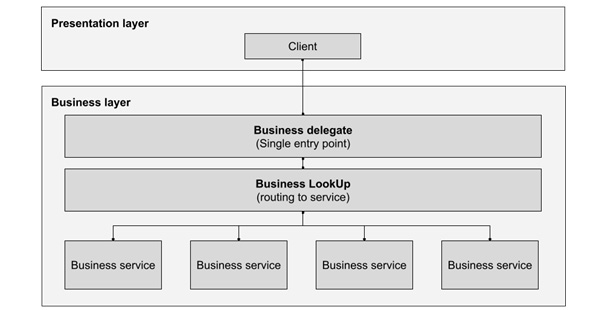 Presentation layer
Client
Business layer
Business delegate
(Single entry point)
Business LookUp
(routing to service)
Business service
Business service
Business service
Business service